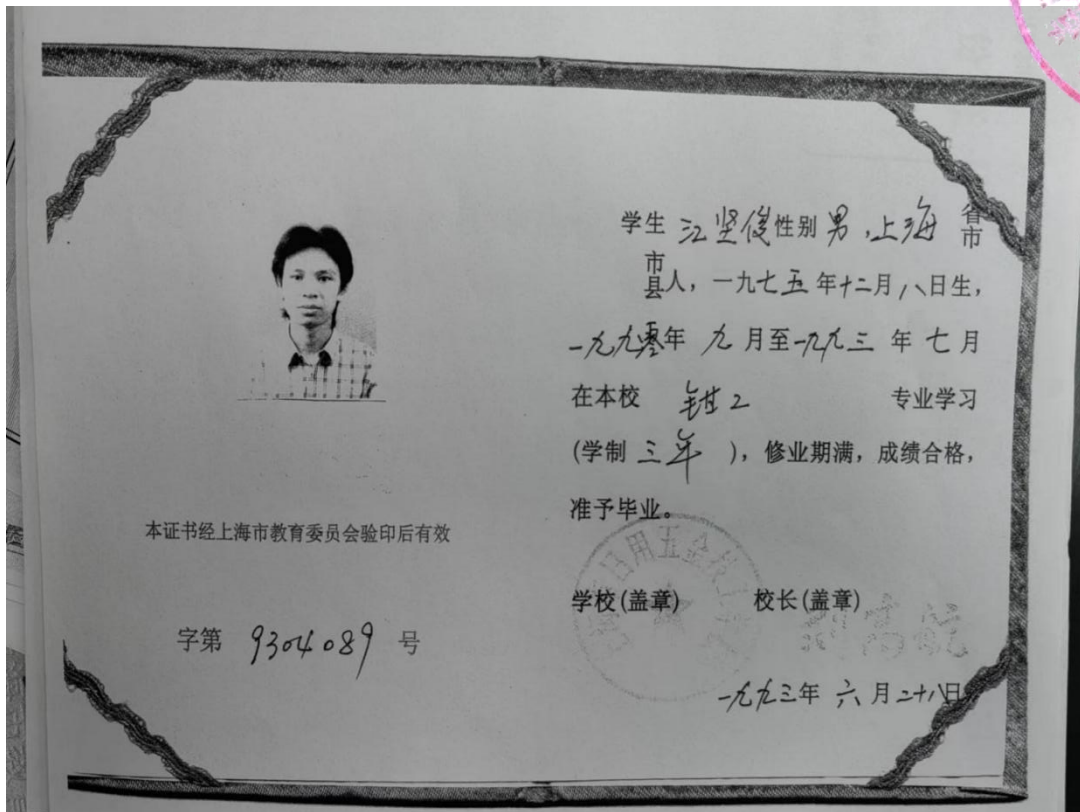 本证书经上海市教育委员会验印后有效
字第 9304089 号
学生 江坚俊 性别 男，上海 省市
市县人，一九七五年十二月八日生，
一九九零年 九 月至一九九三 年 七 月
在本校 钳工 专业学习
（学制 三年 ），修业期满，成绩合格，
准予毕业。
学校（盖章） 校长（盖章）
一九九三年 六 月二十八日